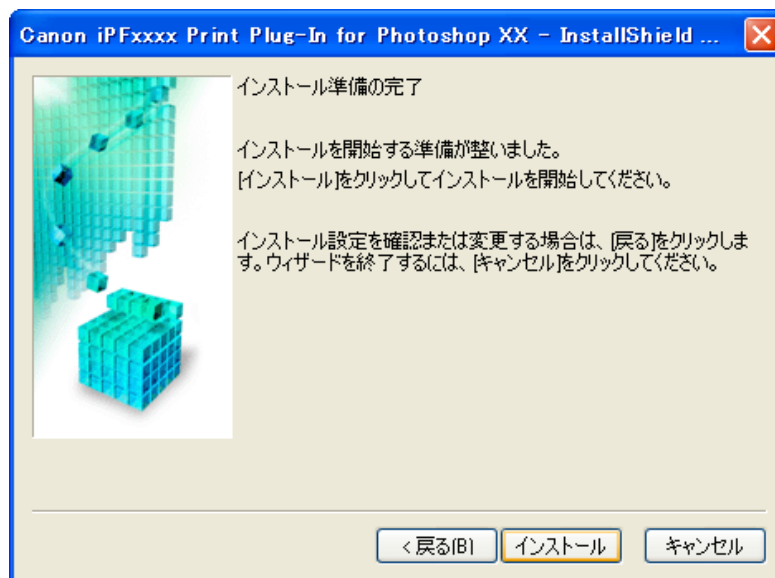 Canon iPFxxxx Print Plug-In for Photoshop XX - InstallShield ...
インストール準備の完了
インストールを開始する準備が整いました。
[インストール]をクリックしてインストールを開始してください。
インストール設定を確認または変更する場合は、[戻る]をクリックしま
す。ウィザードを終了するには、[キャンセル]をクリックしてください。
< 戻る(B) インストール キャンセル